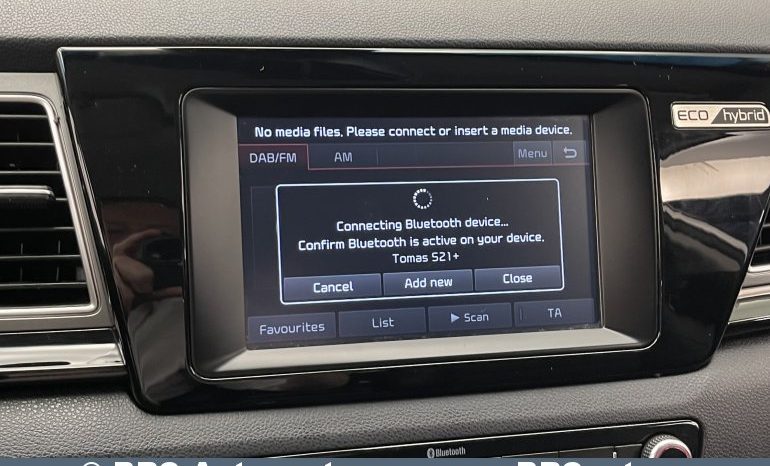 No media files. Please connect or insert a media device.
DAB/FM AM Menu
ECO hybrid
Connecting Bluetooth device...
Confirm Bluetooth is active on your device.
Tomas S21+
Cancel Add new Close
Favourites List ▶ Scan TA
Bluetooth